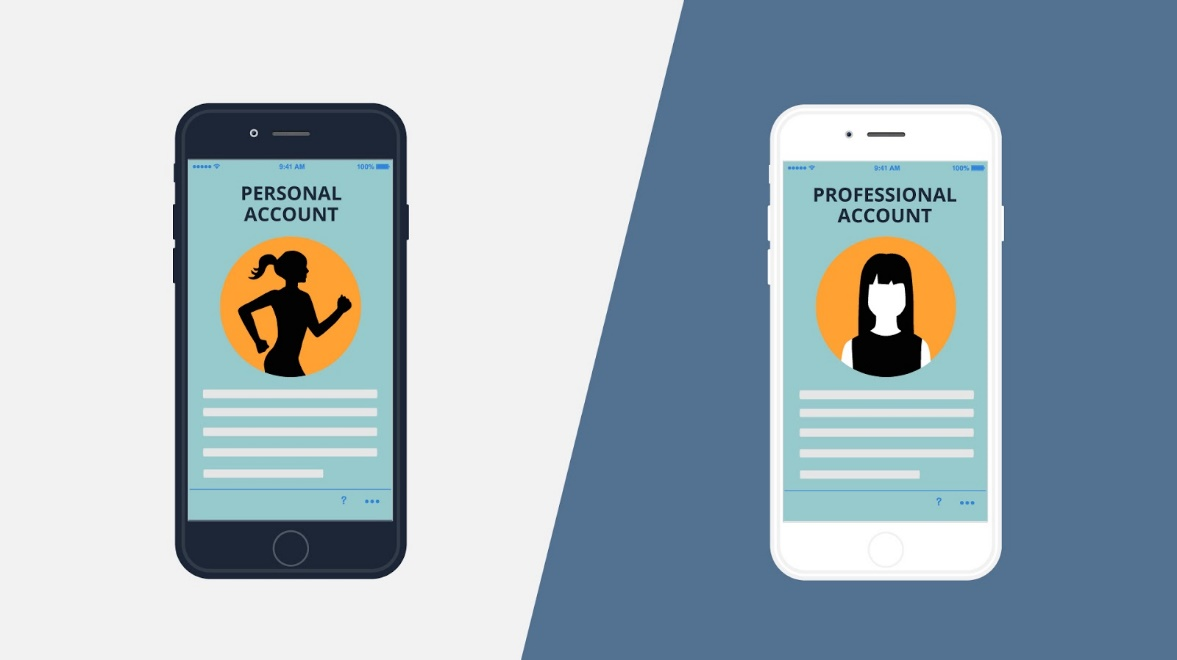 9:41 AM 100%
PERSONAL
ACCOUNT
?
9:41 AM 100%
PROFESSIONAL
ACCOUNT
?